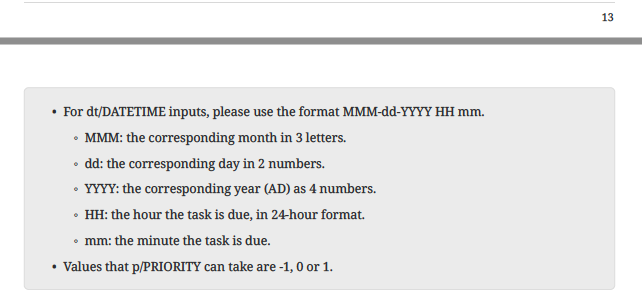 13
• For dt/DATETIME inputs, please use the format MMM-dd-YYYY HH mm.
◦ MMM: the corresponding month in 3 letters.
◦ dd: the corresponding day in 2 numbers.
◦ YYYY: the corresponding year (AD) as 4 numbers.
◦ HH: the hour the task is due, in 24-hour format.
◦ mm: the minute the task is due.
• Values that p/PRIORITY can take are -1, 0 or 1.